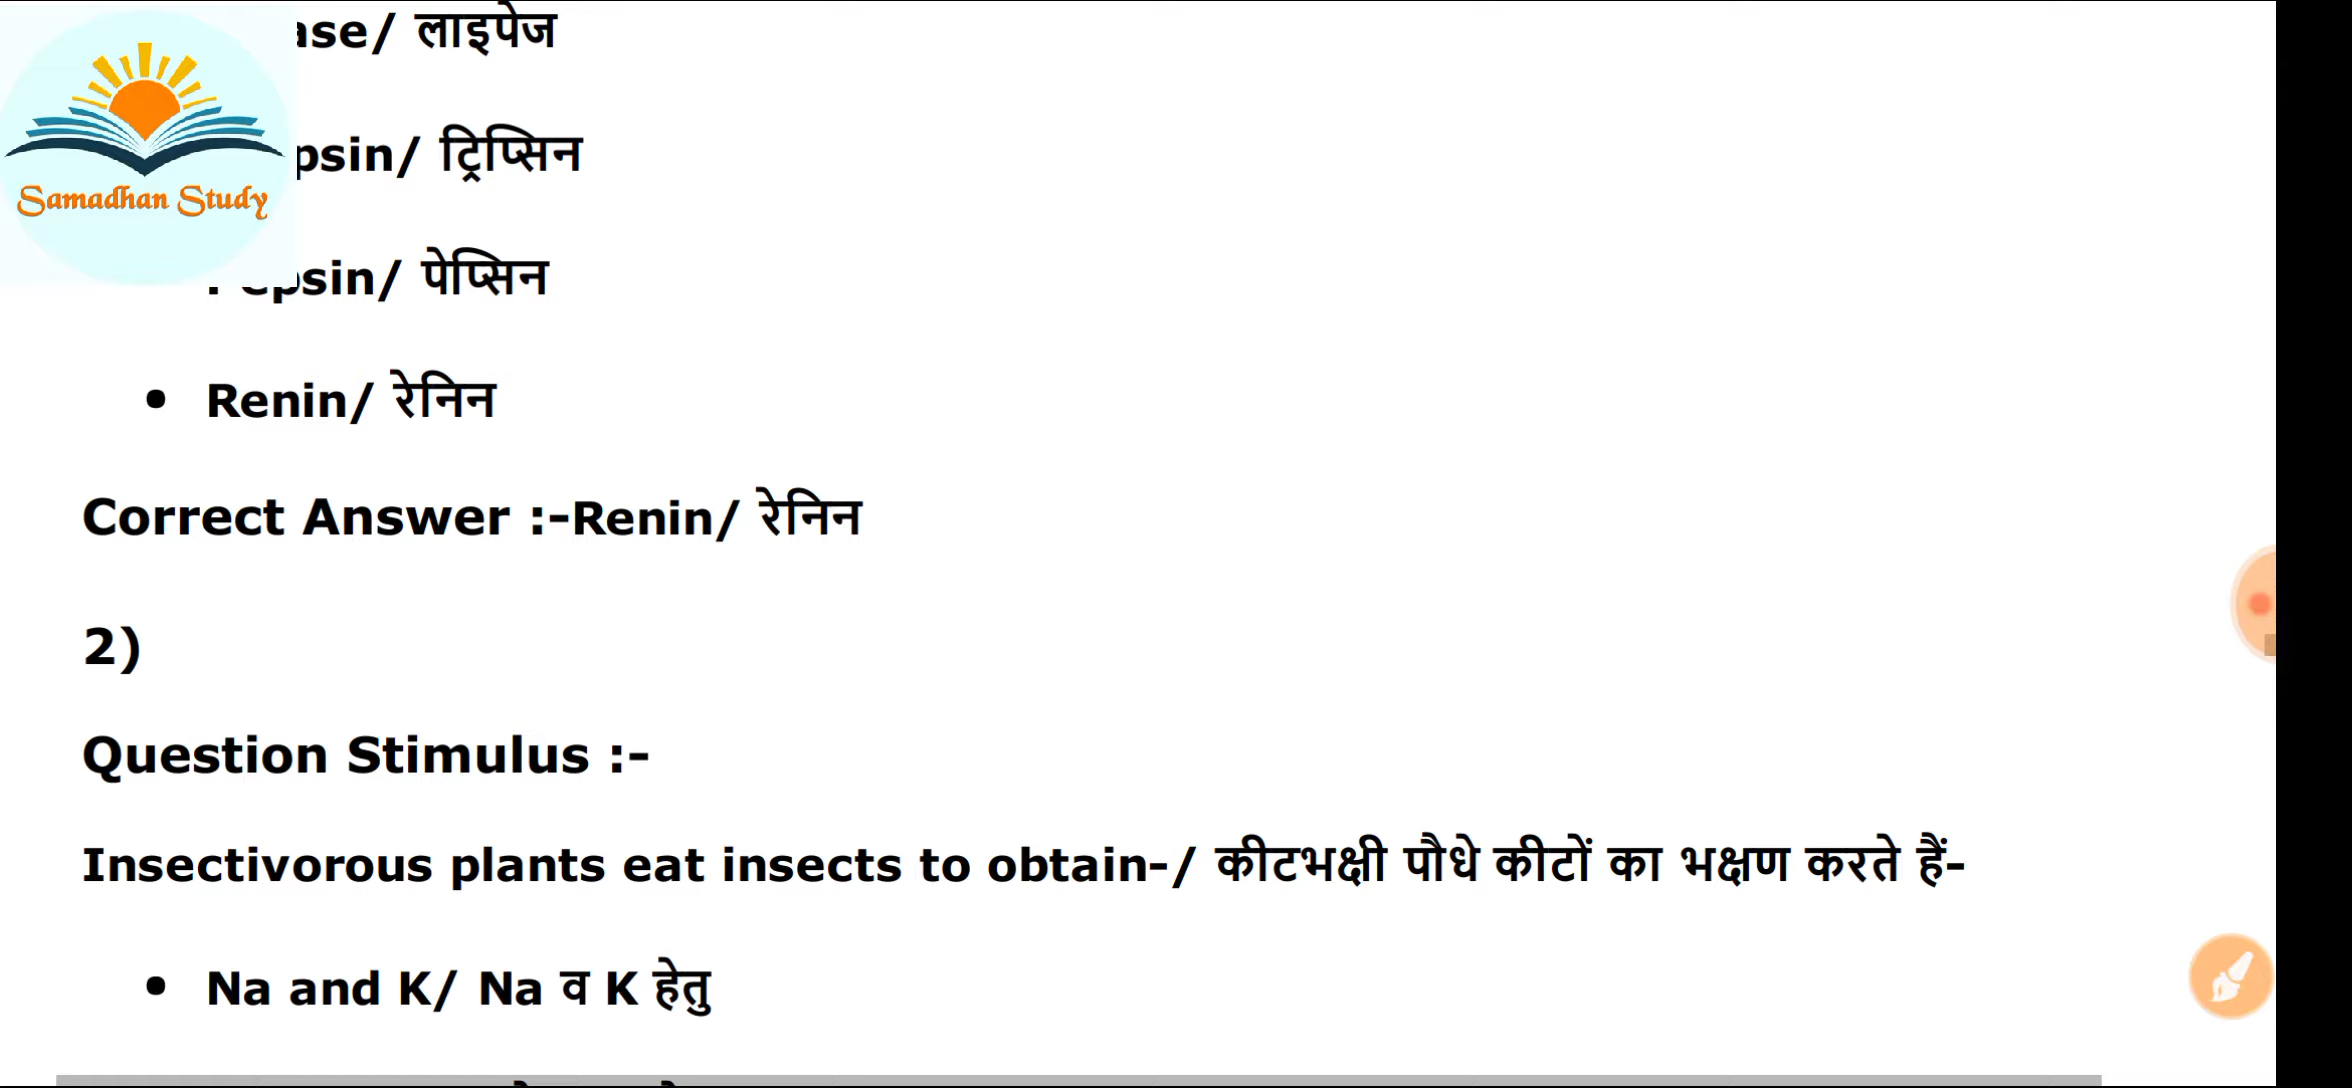 ase/ लाइपेज
psin/ ट्रिप्सिन
Samadhan Study
psin/ पेप्सिन
• Renin/ रेनिन
Correct Answer :-Renin/ रेनिन
2)
Question Stimulus :-
Insectivorous plants eat insects to obtain-/ कीटभक्षी पौधे कीटों का भक्षण करते हैं-
• Na and K/ Na व K हेतु